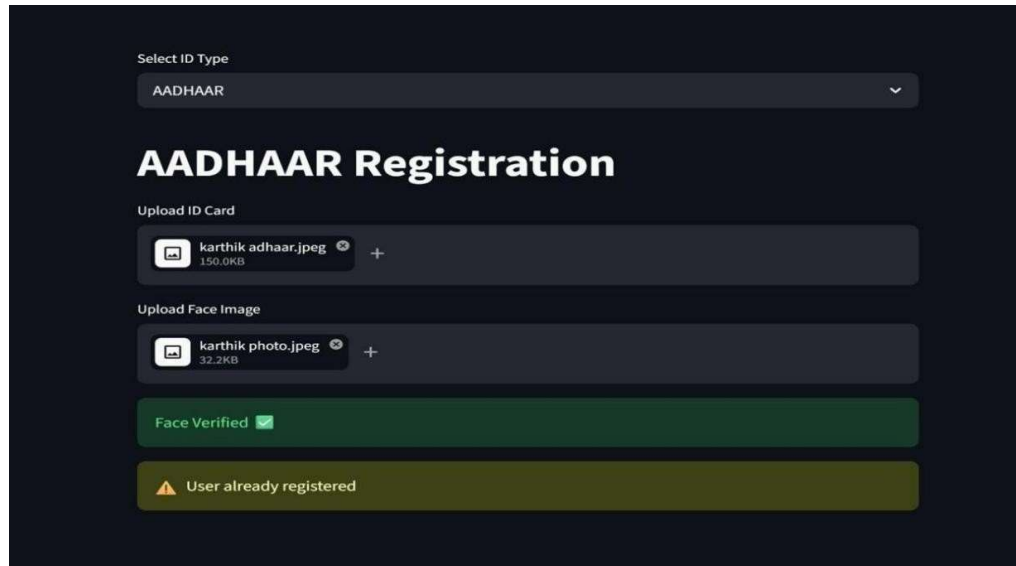 Select ID Type
AADHAAR
AADHAAR Registration
Upload ID Card
karthik adhaar.jpeg
150.0KB
Upload Face Image
karthik photo.jpeg
32.2KB
Face Verified ✅
⚠ User already registered